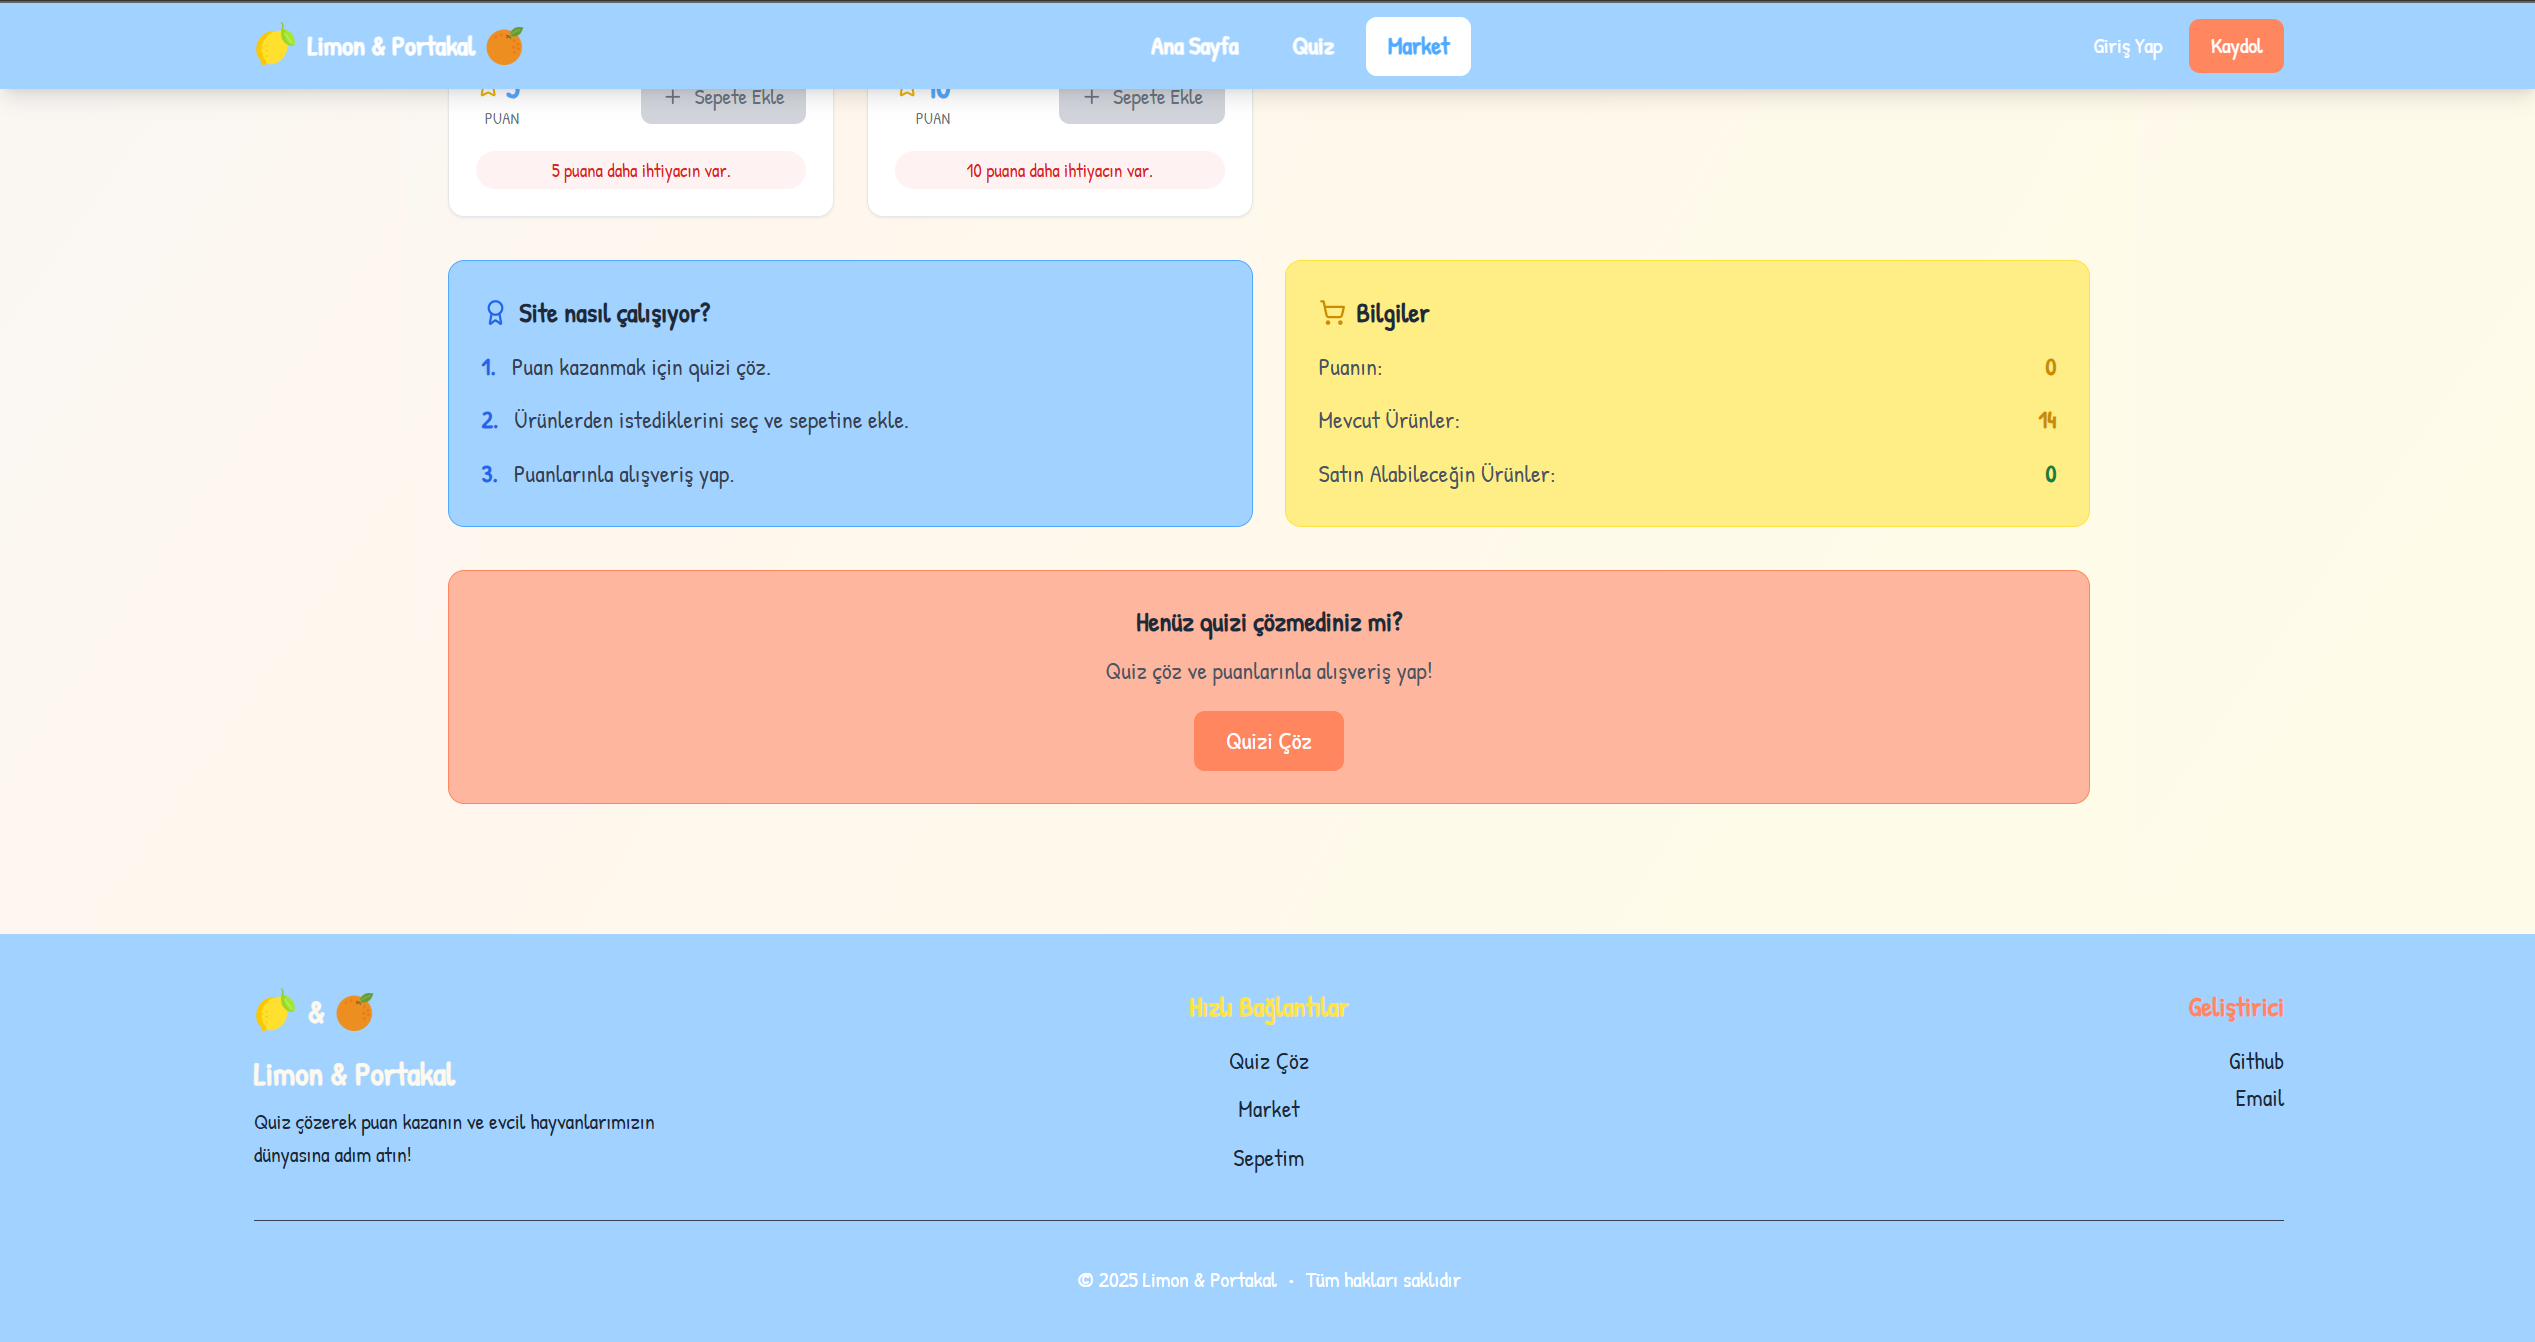 Limon & Portakal
Ana Sayfa
Quiz
Market
Giriş Yap
Kaydol
5
PUAN
+ Sepete Ekle
5 puana daha ihtiyacın var.
10
PUAN
+ Sepete Ekle
10 puana daha ihtiyacın var.
Site nasıl çalışıyor?
1. Puan kazanmak için quizi çöz.
2. Ürünlerden istediklerini seç ve sepetine ekle.
3. Puanlarınla alışveriş yap.
Bilgiler
Puanın: 0
Mevcut Ürünler: 14
Satın Alabileceğin Ürünler: 0
Henüz quizi çözmediniz mi?
Quiz çöz ve puanlarınla alışveriş yap!
Quizi Çöz
&
Limon & Portakal
Quiz çözerek puan kazanın ve evcil hayvanlarımızın
dünyasına adım atın!
Hızlı Bağlantılar
Quiz Çöz
Market
Sepetim
Geliştirici
Github
Email
© 2025 Limon & Portakal • Tüm hakları saklıdır